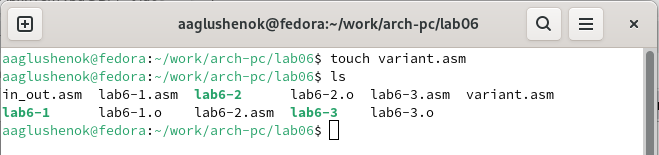 aaglushenok@fedora:~/work/arch-pc/lab06
aaglushenok@fedora:~/work/arch-pc/lab06$ touch variant.asm
aaglushenok@fedora:~/work/arch-pc/lab06$ ls
in_out.asm  lab6-1.asm  lab6-2      lab6-2.o  lab6-3.asm  variant.asm
lab6-1      lab6-1.o    lab6-2.asm  lab6-3    lab6-3.o
aaglushenok@fedora:~/work/arch-pc/lab06$